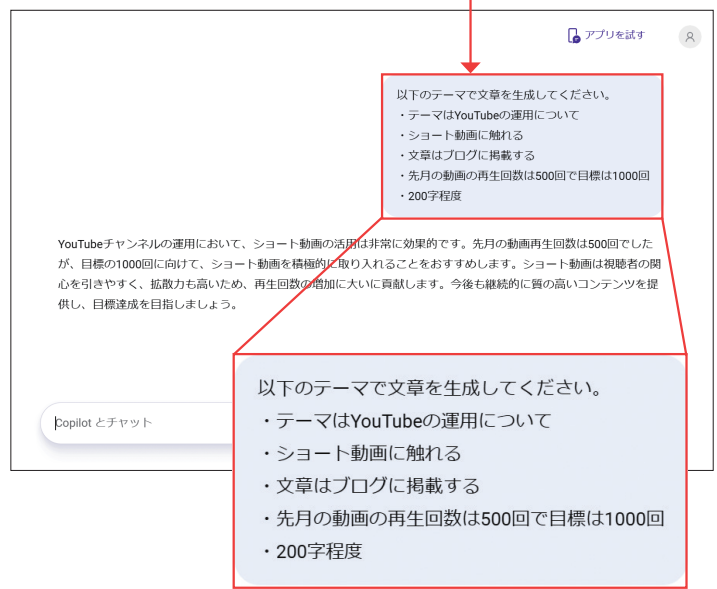 アプリを試す
以下のテーマで文章を生成してください。
・テーマはYouTubeの運用について
・ショート動画に触れる
・文章はブログに掲載する
・先月の動画の再生回数は500回で目標は1000回
・200字程度
YouTubeチャンネルの運用において、ショート動画の活用は非常に効果的です。先月の動画再生回数は500回でした
が、目標の1000回に向けて、ショート動画を積極的に取り入れることをおすすめします。ショート動画は視聴者の関
心を引きやすく、拡散力も高いため、再生回数の増加に大いに貢献します。今後も継続的に質の高いコンテンツを提
供し、目標達成を目指しましょう。
Copilot とチャット
以下のテーマで文章を生成してください。
・テーマはYouTubeの運用について
・ショート動画に触れる
・文章はブログに掲載する
・先月の動画の再生回数は500回で目標は1000回
・200字程度